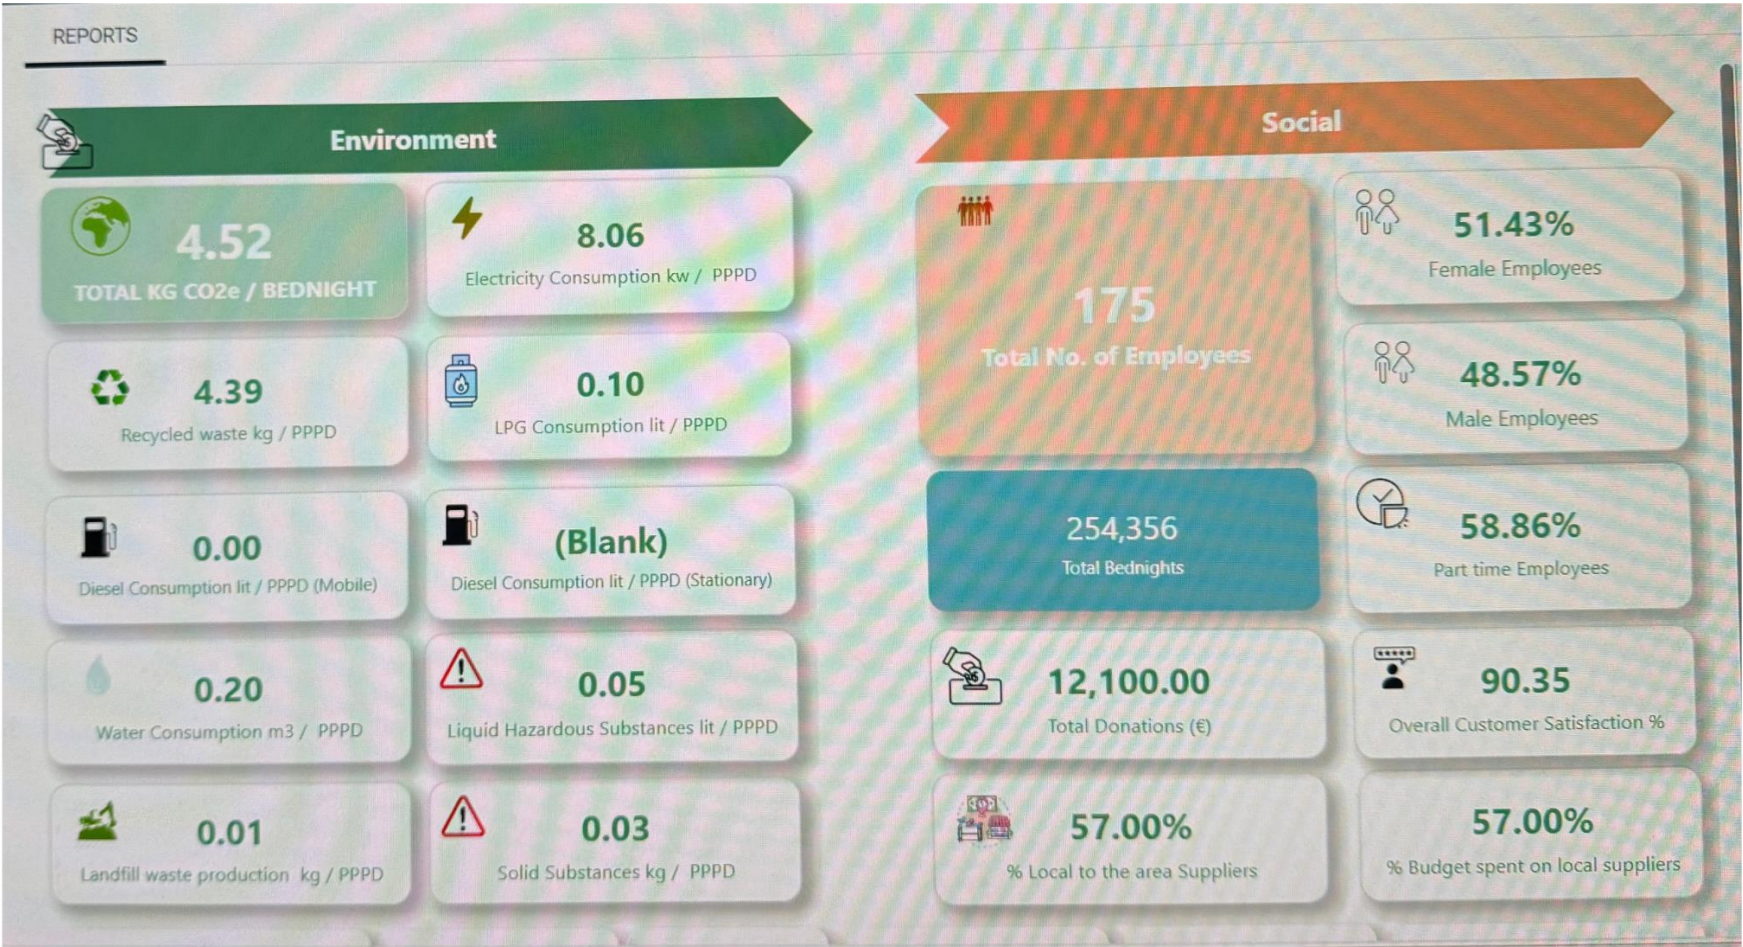 REPORTS
Environment
4.52
TOTAL KG CO2e / BEDNIGHT
8.06
Electricity Consumption kw / PPPD
4.39
Recycled waste kg / PPPD
0.10
LPG Consumption lit / PPPD
0.00
Diesel Consumption lit / PPPD (Mobile)
(Blank)
Diesel Consumption lit / PPPD (Stationary)
0.20
Water Consumption m3 / PPPD
0.05
Liquid Hazardous Substances lit / PPPD
0.01
Landfill waste production kg / PPPD
0.03
Solid Substances kg / PPPD
Social
175
Total No. of Employees
51.43%
Female Employees
48.57%
Male Employees
254,356
Total Bednights
58.86%
Part time Employees
12,100.00
Total Donations (€)
90.35
Overall Customer Satisfaction %
57.00%
% Local to the area Suppliers
57.00%
% Budget spent on local suppliers